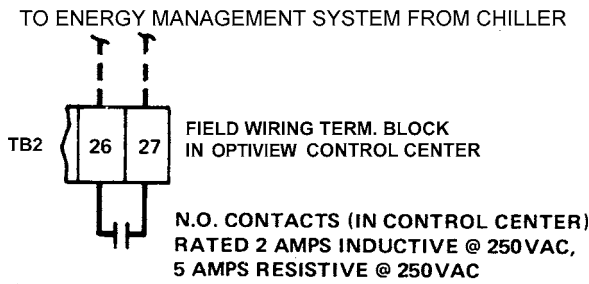 TO ENERGY MANAGEMENT SYSTEM FROM CHILLER
TB2
26
27
FIELD WIRING TERM. BLOCK
IN OPTIVIEW CONTROL CENTER
N.O. CONTACTS (IN CONTROL CENTER)
RATED 2 AMPS INDUCTIVE @ 250VAC,
5 AMPS RESISTIVE @ 250VAC